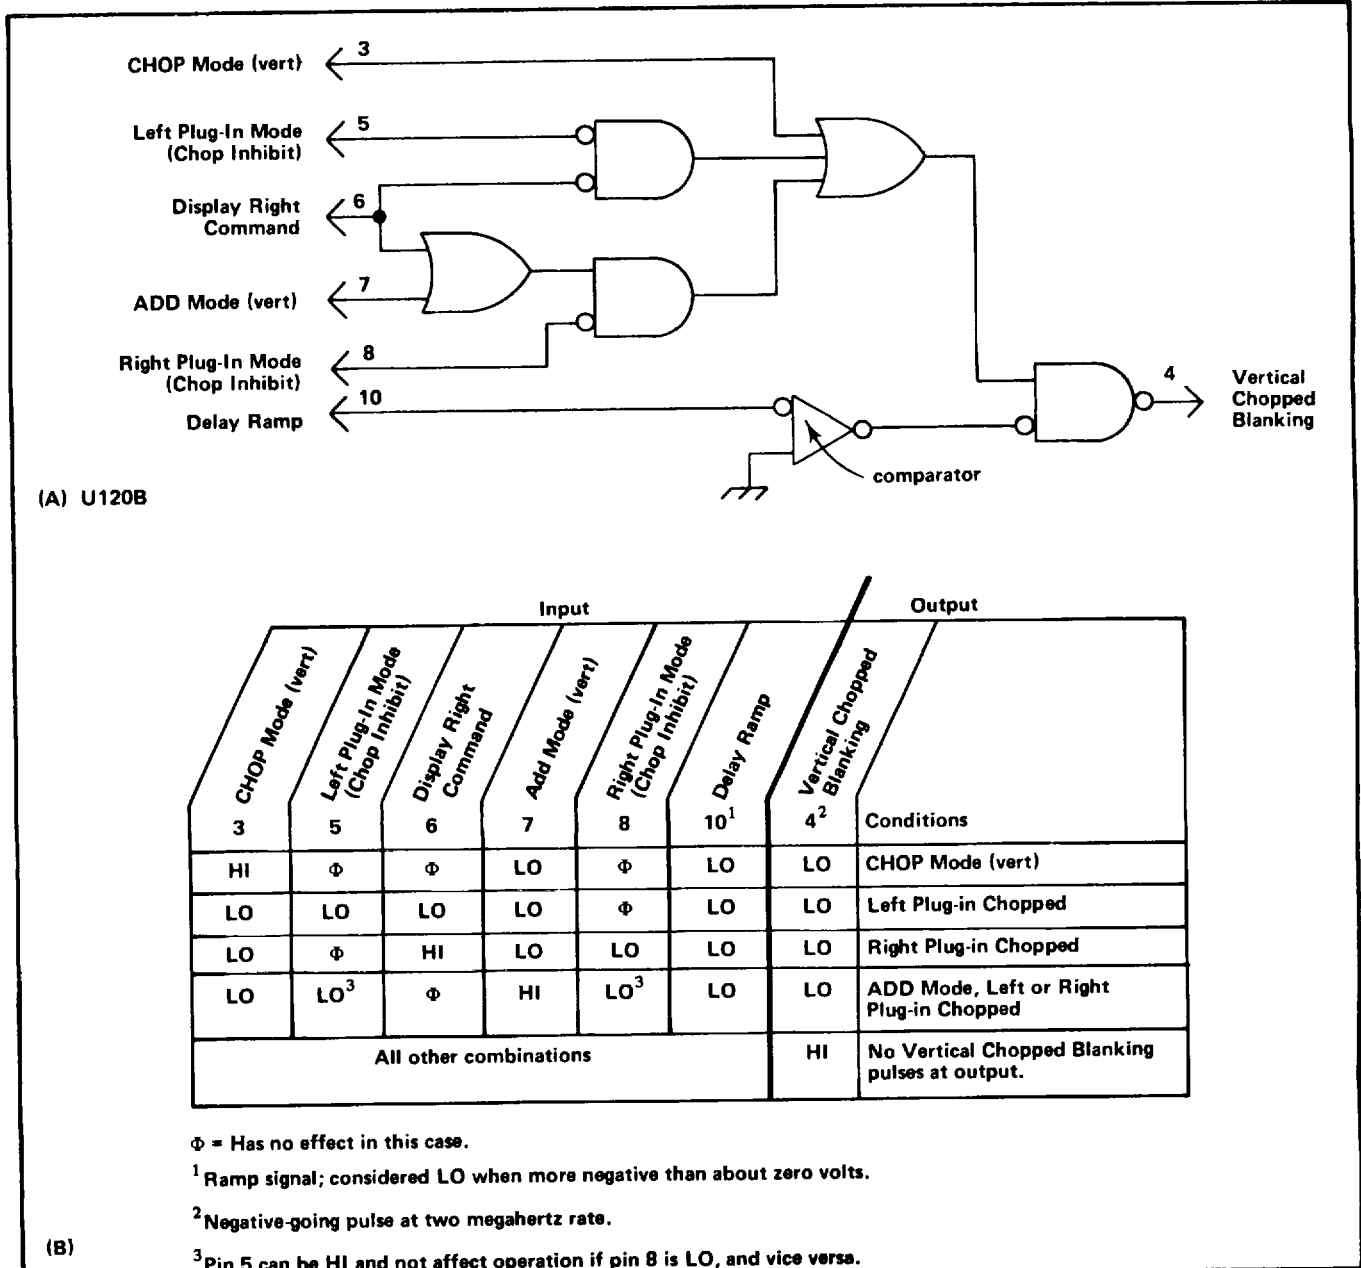 CHOP Mode (vert)
3
Left Plug-In Mode
(Chop Inhibit)
5
Display Right
Command
6
ADD Mode (vert)
7
Right Plug-In Mode
(Chop Inhibit)
8
Delay Ramp
10
comparator
4
Vertical
Chopped
Blanking
(A) U120B
Input
Output
CHOP Mode (vert)
Left Plug-In Mode
(Chop Inhibit)
Display Right
Command
Add Mode (vert)
Right Plug-In Mode
(Chop Inhibit)
Delay Ramp
Vertical Chopped
Blanking
3 5 6 7 8 10¹ 4² Conditions
HI Φ Φ LO Φ LO LO CHOP Mode (vert)
LO LO LO LO Φ LO LO Left Plug-in Chopped
LO Φ HI LO LO LO LO Right Plug-in Chopped
LO LO³ Φ HI LO³ LO LO ADD Mode, Left or Right
Plug-in Chopped
All other combinations HI No Vertical Chopped Blanking
pulses at output.
Φ = Has no effect in this case.
¹Ramp signal; considered LO when more negative than about zero volts.
²Negative-going pulse at two megahertz rate.
³Pin 5 can be HI and not affect operation if pin 8 is LO, and vice versa.
(B)